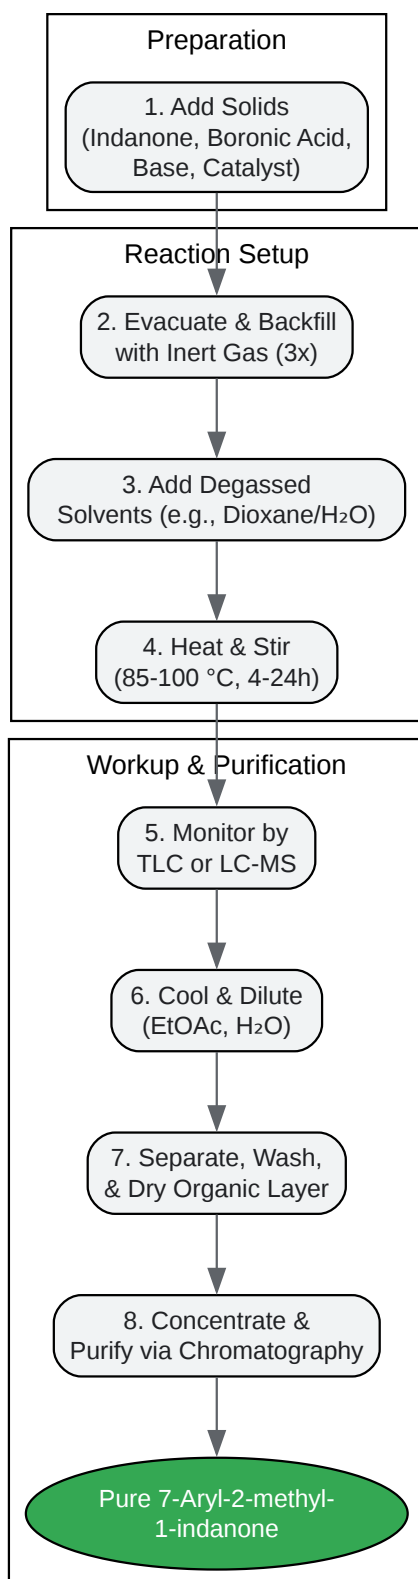 Preparation
1. Add Solids
(Indanone, Boronic Acid,
Base, Catalyst)
Reaction Setup
2. Evacuate & Backfill
with Inert Gas (3x)
3. Add Degassed
Solvents (e.g., Dioxane/H₂O)
4. Heat & Stir
(85-100 °C, 4-24h)
Workup & Purification
5. Monitor by
TLC or LC-MS
6. Cool & Dilute
(EtOAc, H₂O)
7. Separate, Wash,
& Dry Organic Layer
8. Concentrate &
Purify via Chromatography
Pure 7-Aryl-2-methyl-
1-indanone